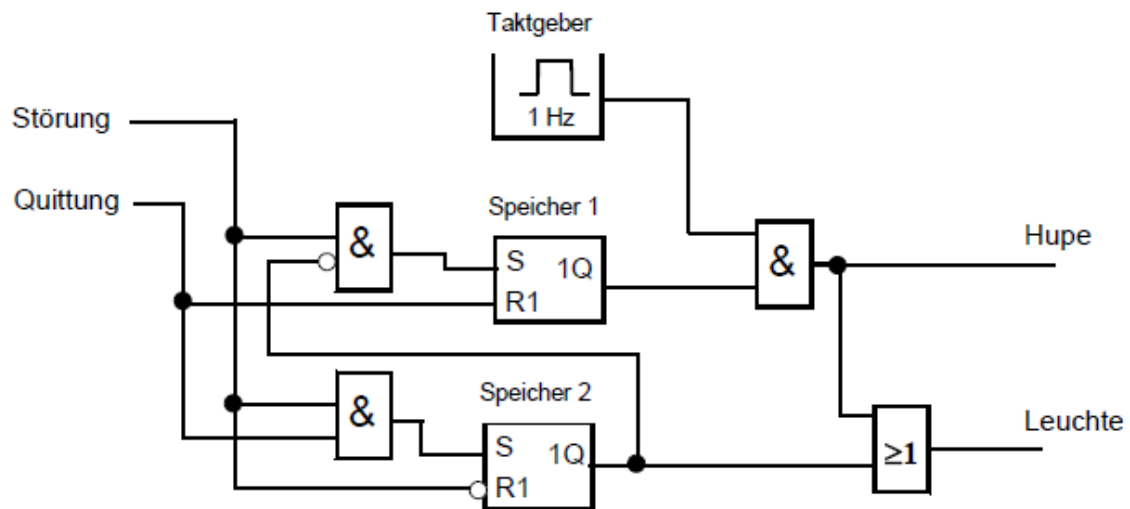 Taktgeber
1 Hz
Störung
Quittung
Speicher 1
&
S 1Q
R1
&
Hupe
Speicher 2
&
S 1Q
R1
≥1
Leuchte